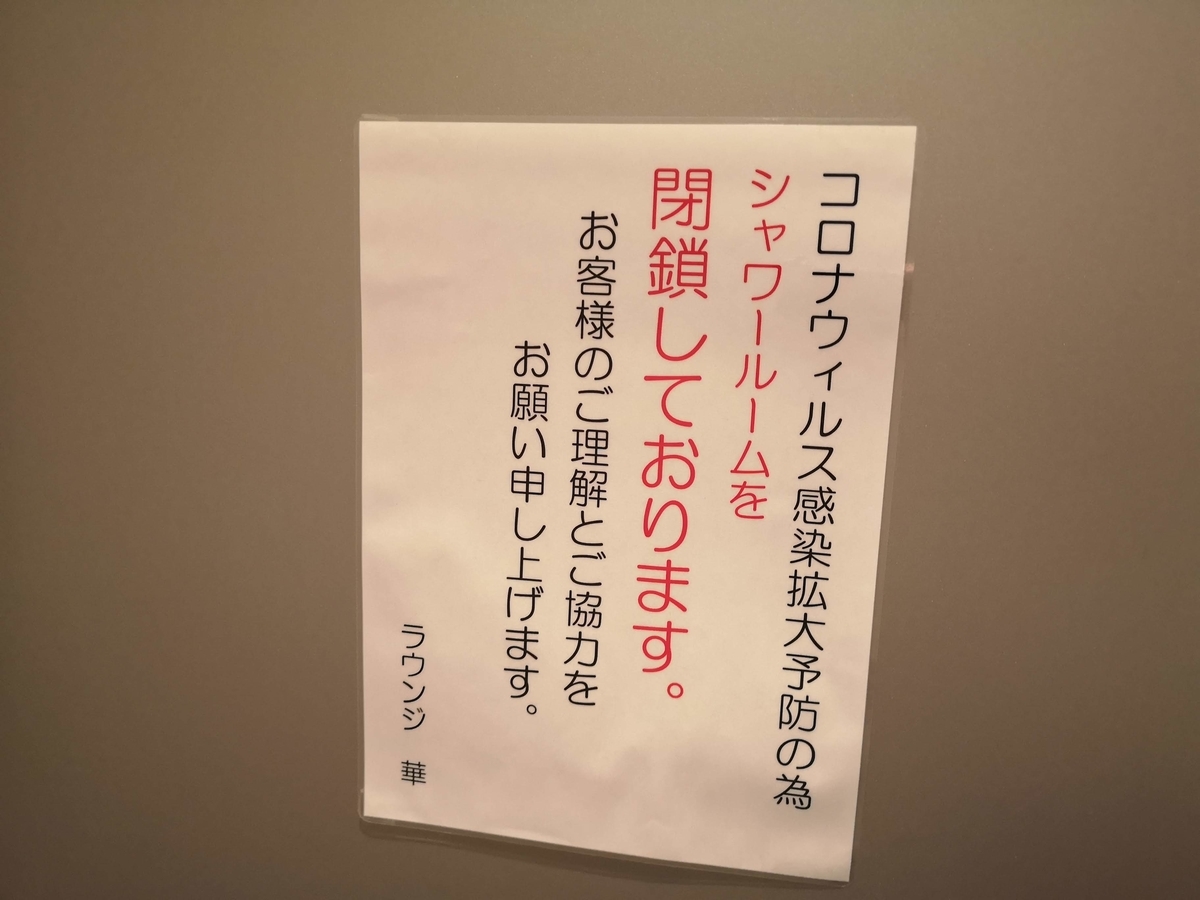 コロナウィルス感染拡大予防の為
シャワールームを
閉鎖しております。
お客様のご理解とご協力を
お願い申し上げます。
ラウンジ 華